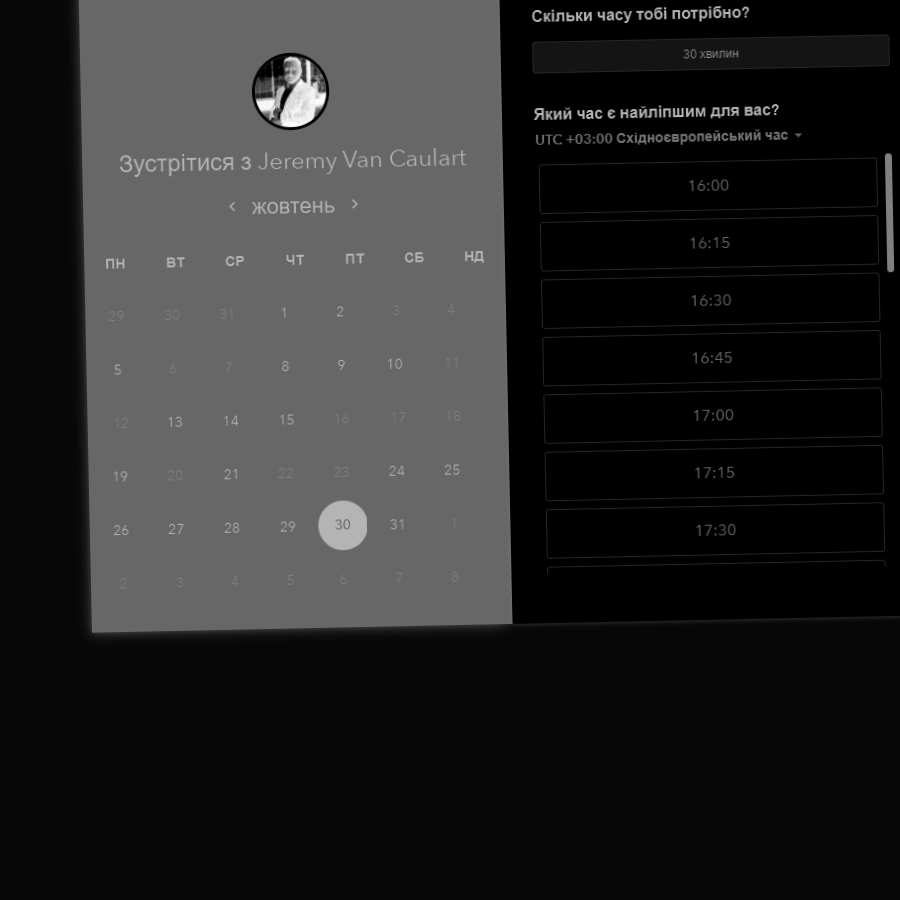 Зустрітися з Jeremy Van Caulart
‹ жовтень ›
ПН ВТ СР ЧТ ПТ СБ НД
29 30 31 1 2 3 4
5 6 7 8 9 10 11
12 13 14 15 16 17 18
19 20 21 22 23 24 25
26 27 28 29 30 31 1
2 3 4 5 6 7 8
Скільки часу тобі потрібно?
30 хвилин
Який час є найліпшим для вас?
UTC +03:00 Східноєвропейський час
16:00
16:15
16:30
16:45
17:00
17:15
17:30